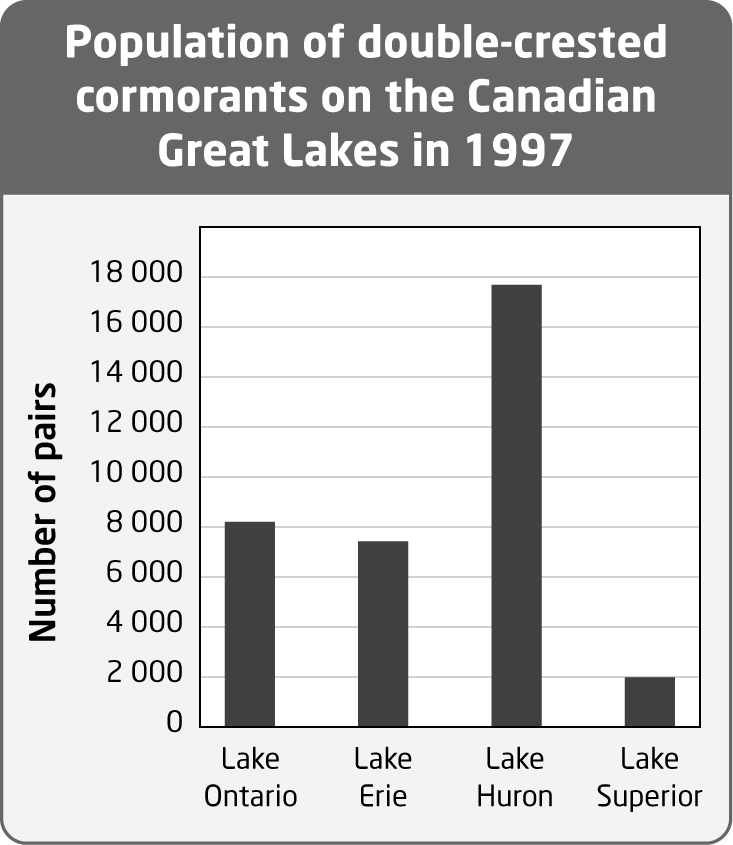 Population of double-crested
cormorants on the Canadian
Great Lakes in 1997
Number of pairs
18 000
16 000
14 000
12 000
10 000
8 000
6 000
4 000
2 000
0
Lake Ontario
Lake Erie
Lake Huron
Lake Superior